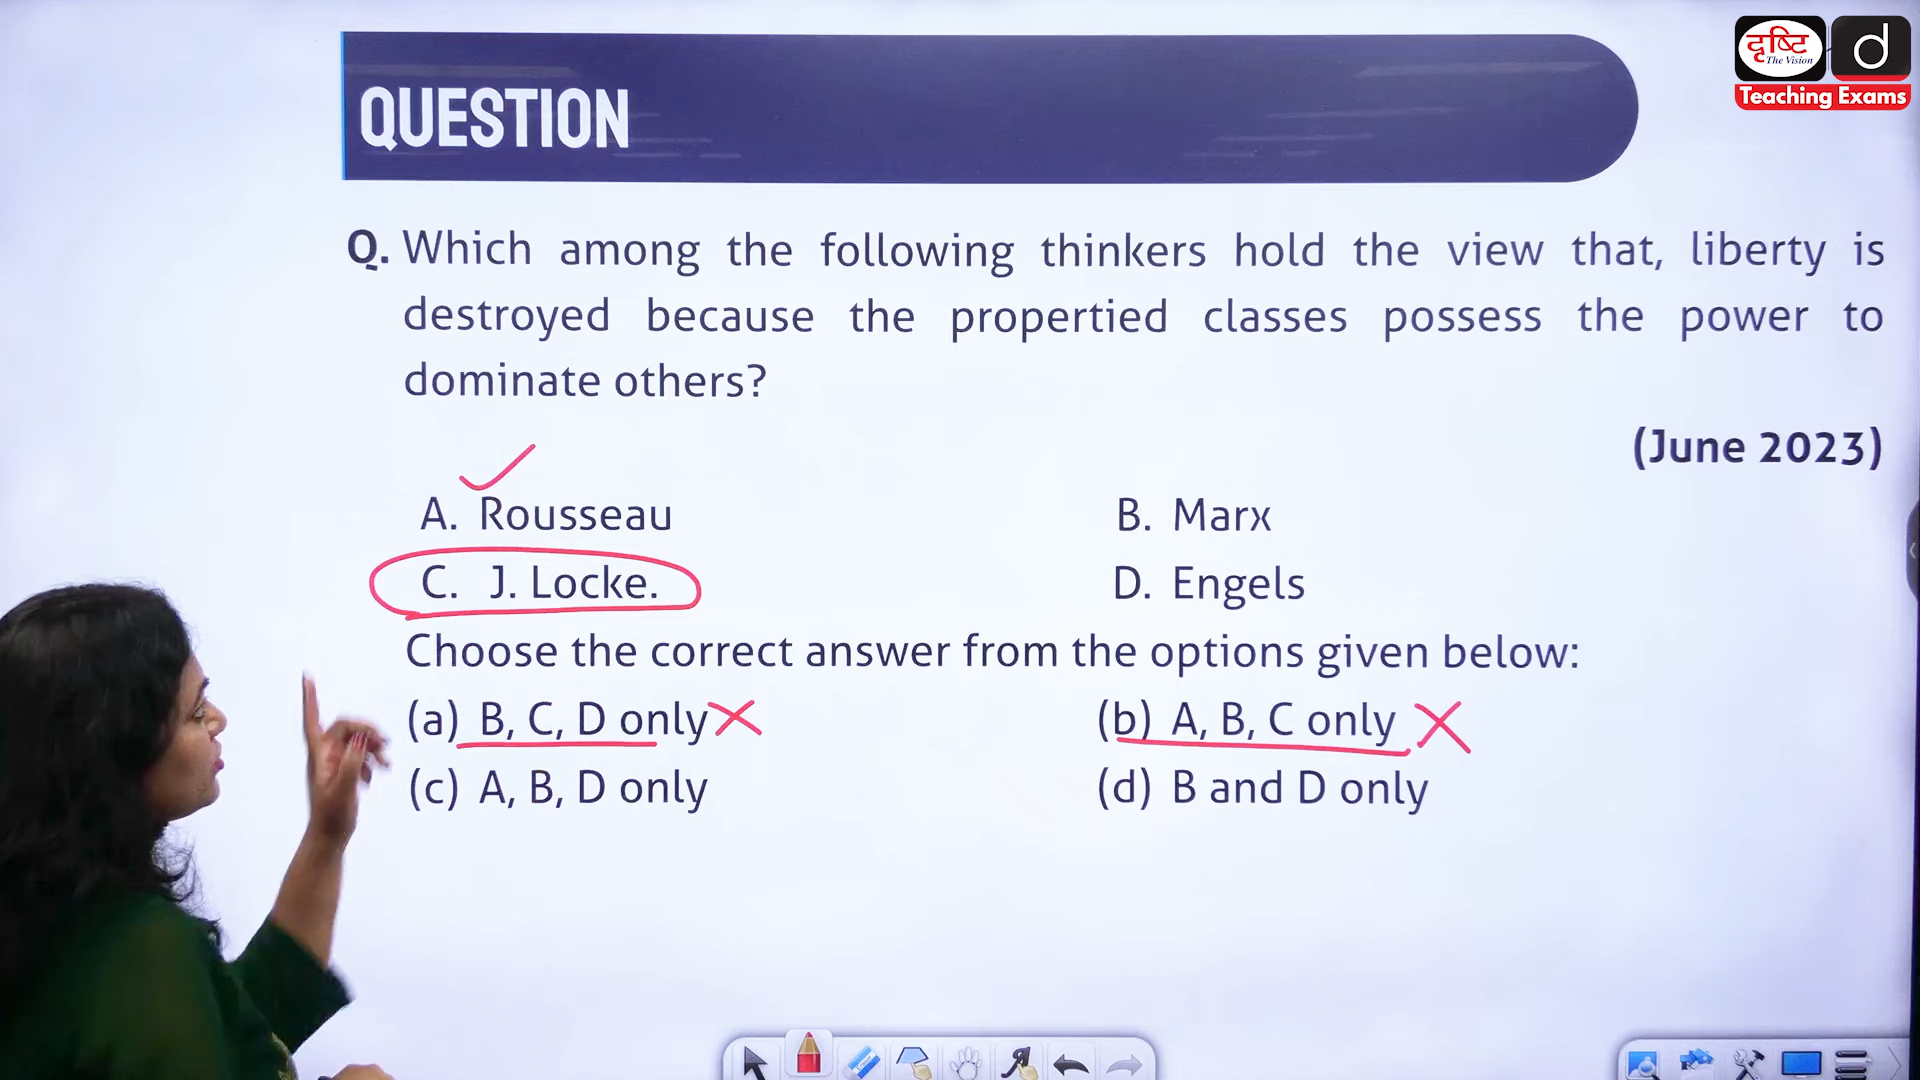 दृष्टि
The Vision
d
Teaching Exams
QUESTION
Q. Which among the following thinkers hold the view that, liberty is
destroyed because the propertied classes possess the power to
dominate others?
(June 2023)
A. Rousseau
B. Marx
C. J. Locke.
D. Engels
Choose the correct answer from the options given below:
(a) B, C, D only
(b) A, B, C only
(c) A, B, D only
(d) B and D only